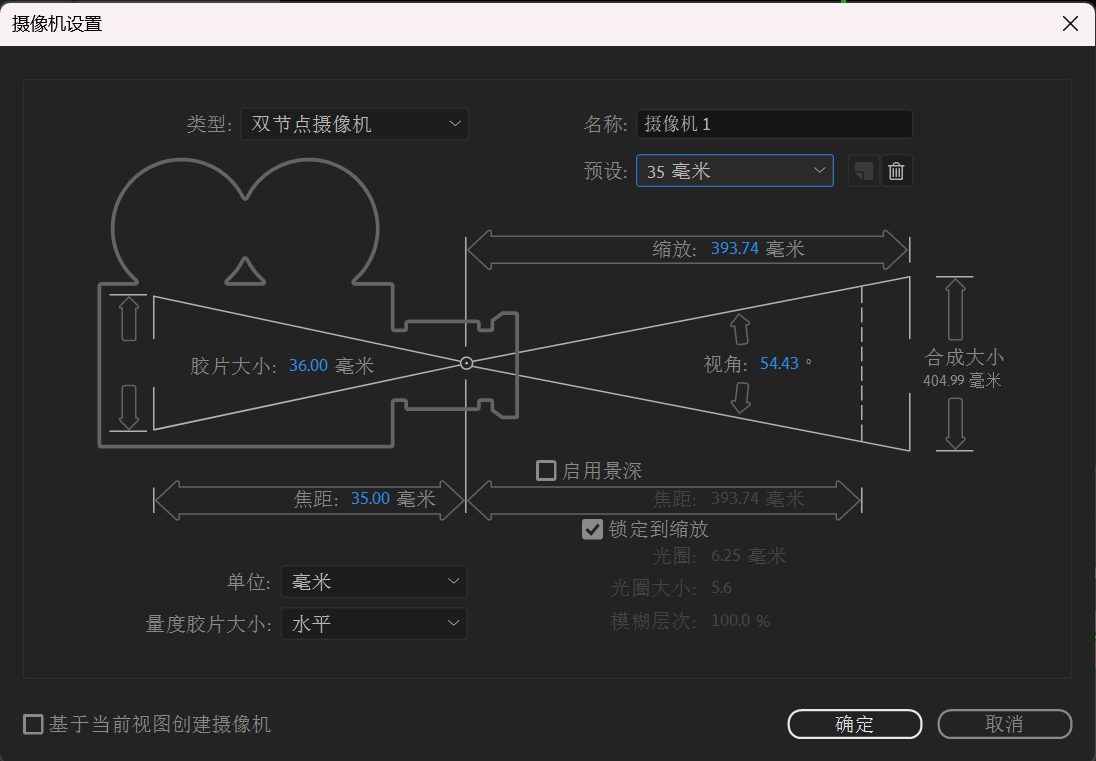 摄像机设置
类型: 双节点摄像机
名称: 摄像机 1
预设: 35 毫米
缩放: 393.74 毫米
胶片大小: 36.00 毫米
视角: 54.43 °
合成大小
404.99 毫米
启用景深
焦距: 35.00 毫米
焦距: 393.74 毫米
锁定到缩放
光圈: 6.25 毫米
单位: 毫米
光圈大小: 5.6
量度胶片大小: 水平
模糊层次: 100.0 %
基于当前视图创建摄像机
确定
取消